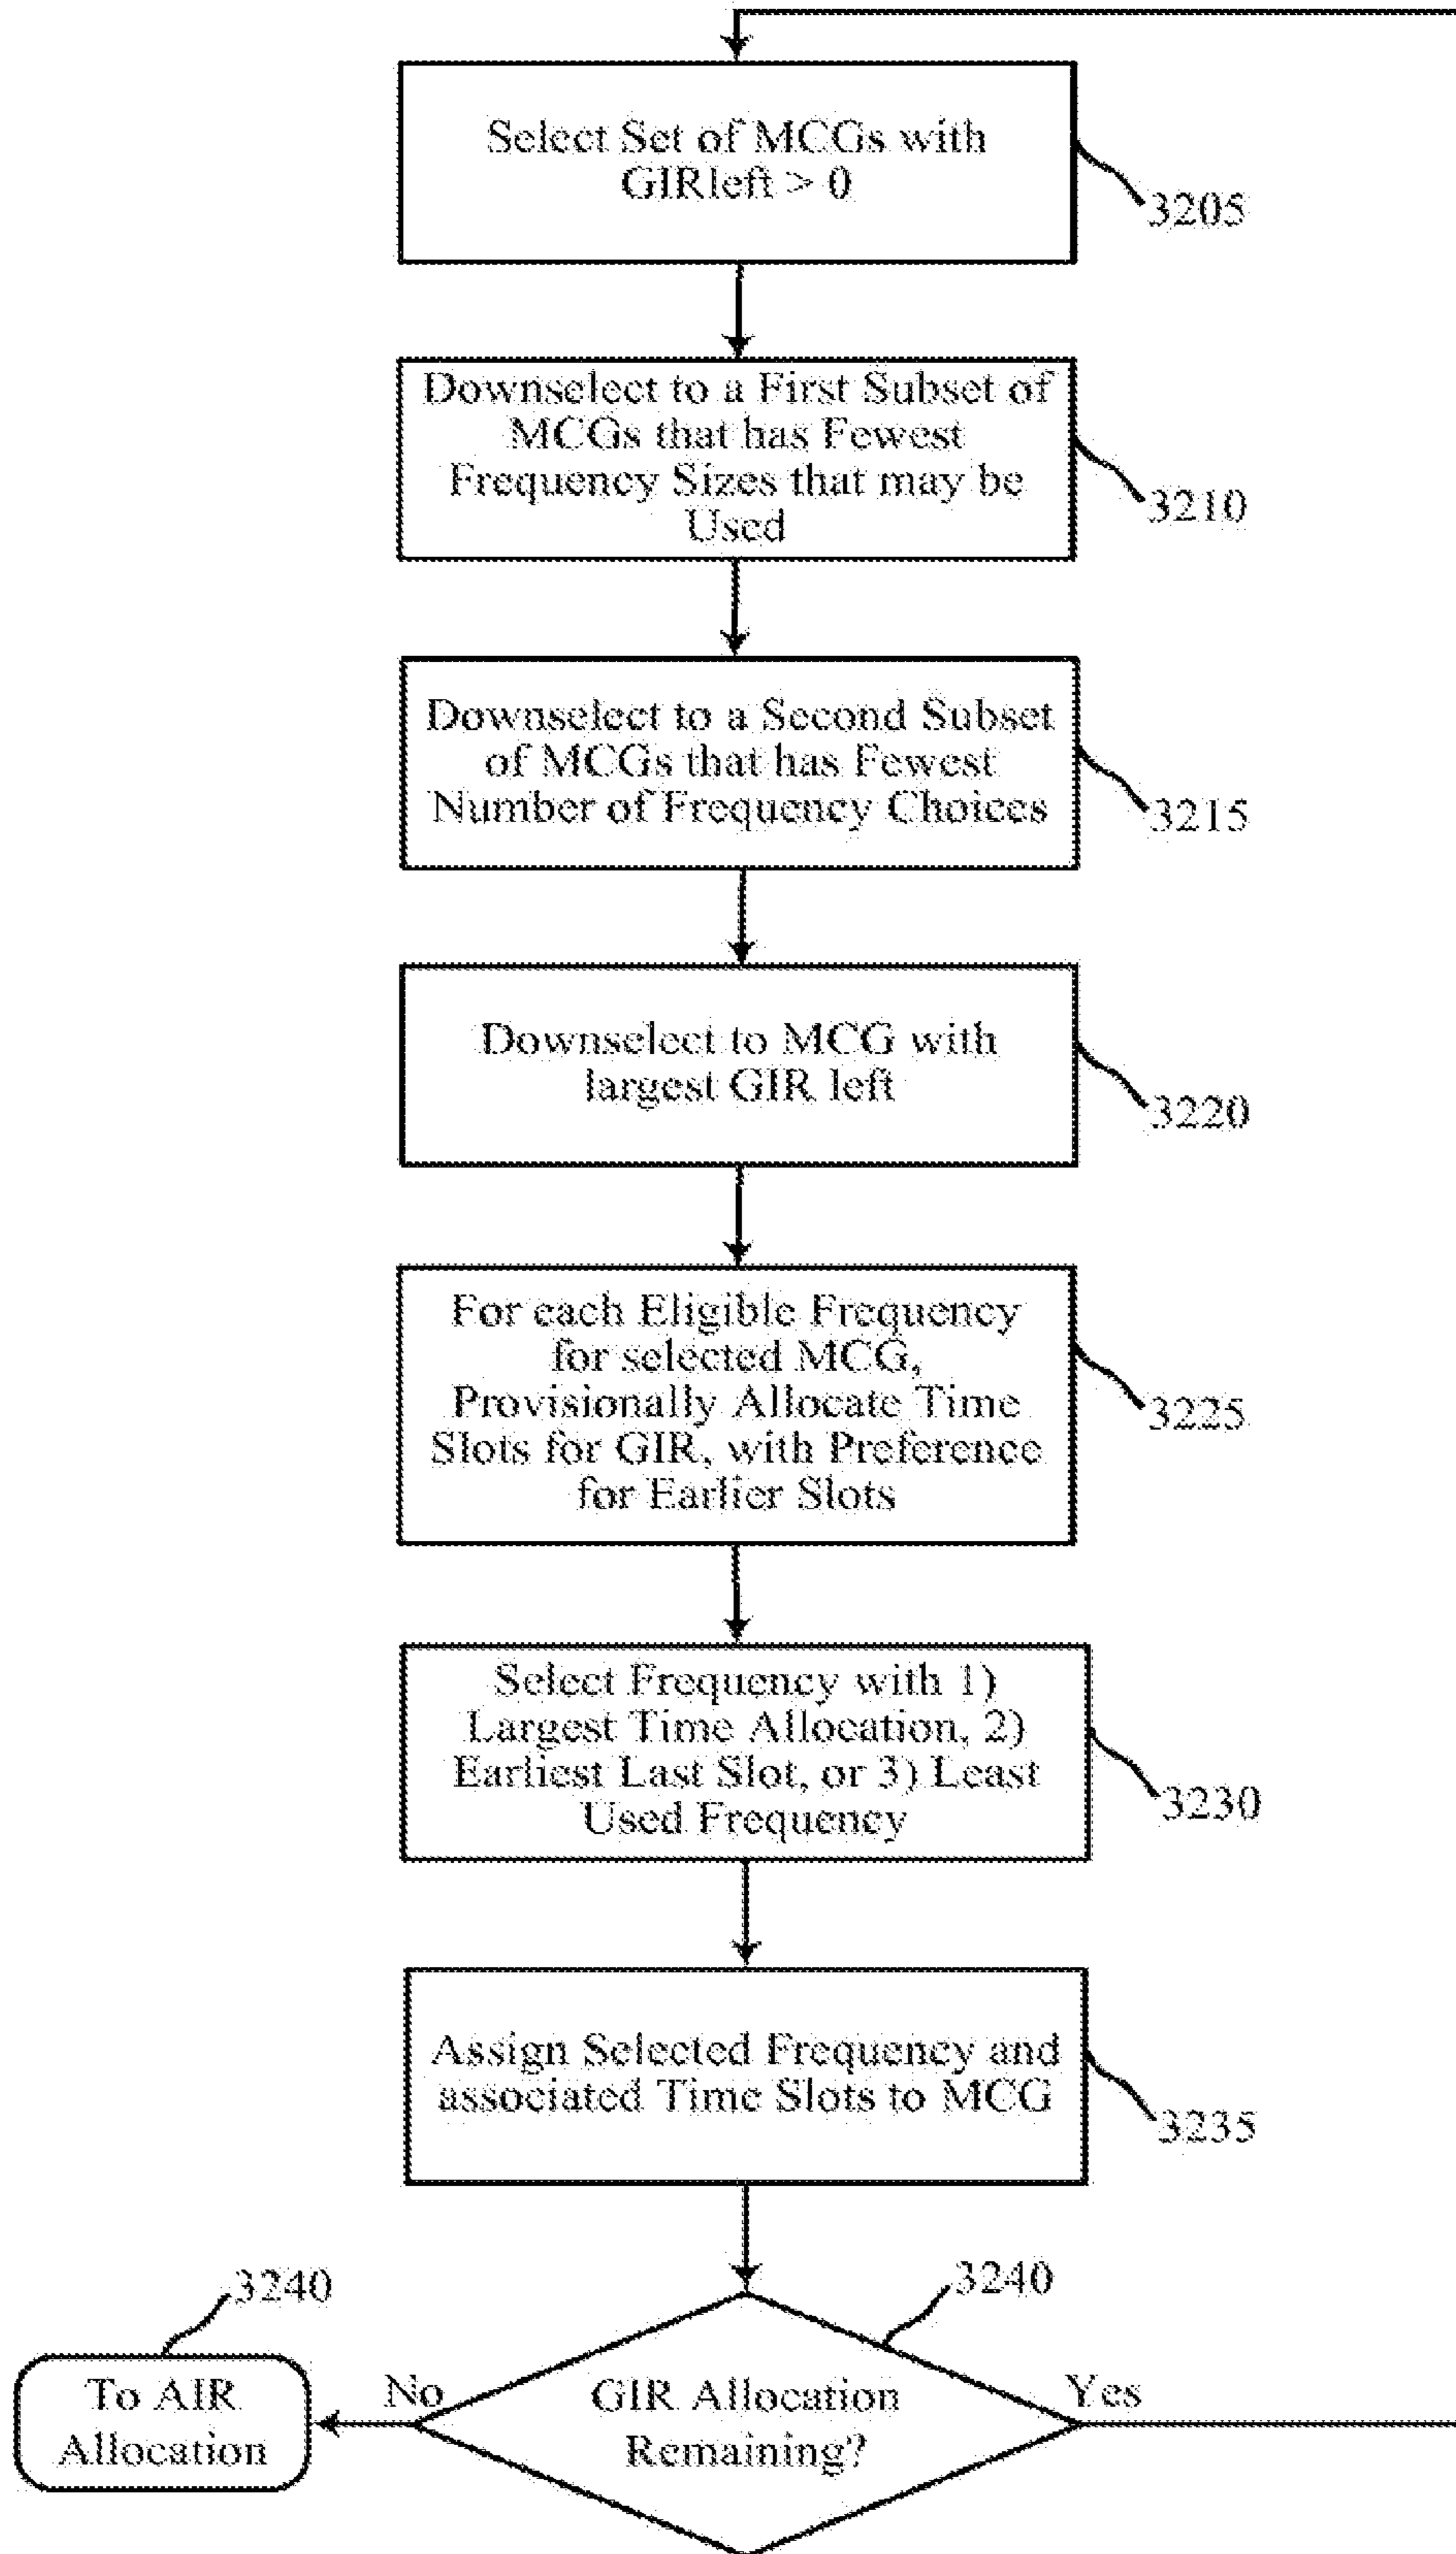 Select Set of MCGs with
GIRleft > 0
3205
Downselect to a First Subset of
MCGs that has Fewest
Frequency Sizes that may be
Used
3210
Downselect to a Second Subset
of MCGs that has Fewest
Number of Frequency Choices
3215
Downselect to MCG with
largest GIR left
3220
For each Eligible Frequency
for selected MCG,
Provisionally Allocate Time
Slots for GIR, with Preference
for Earlier Slots
3225
Select Frequency with 1)
Largest Time Allocation, 2)
Earliest Last Slot, or 3) Least
Used Frequency
3230
Assign Selected Frequency and
associated Time Slots to MCG
3235
3240
To AIR
Allocation
No
3240
GIR Allocation
Remaining?
Yes